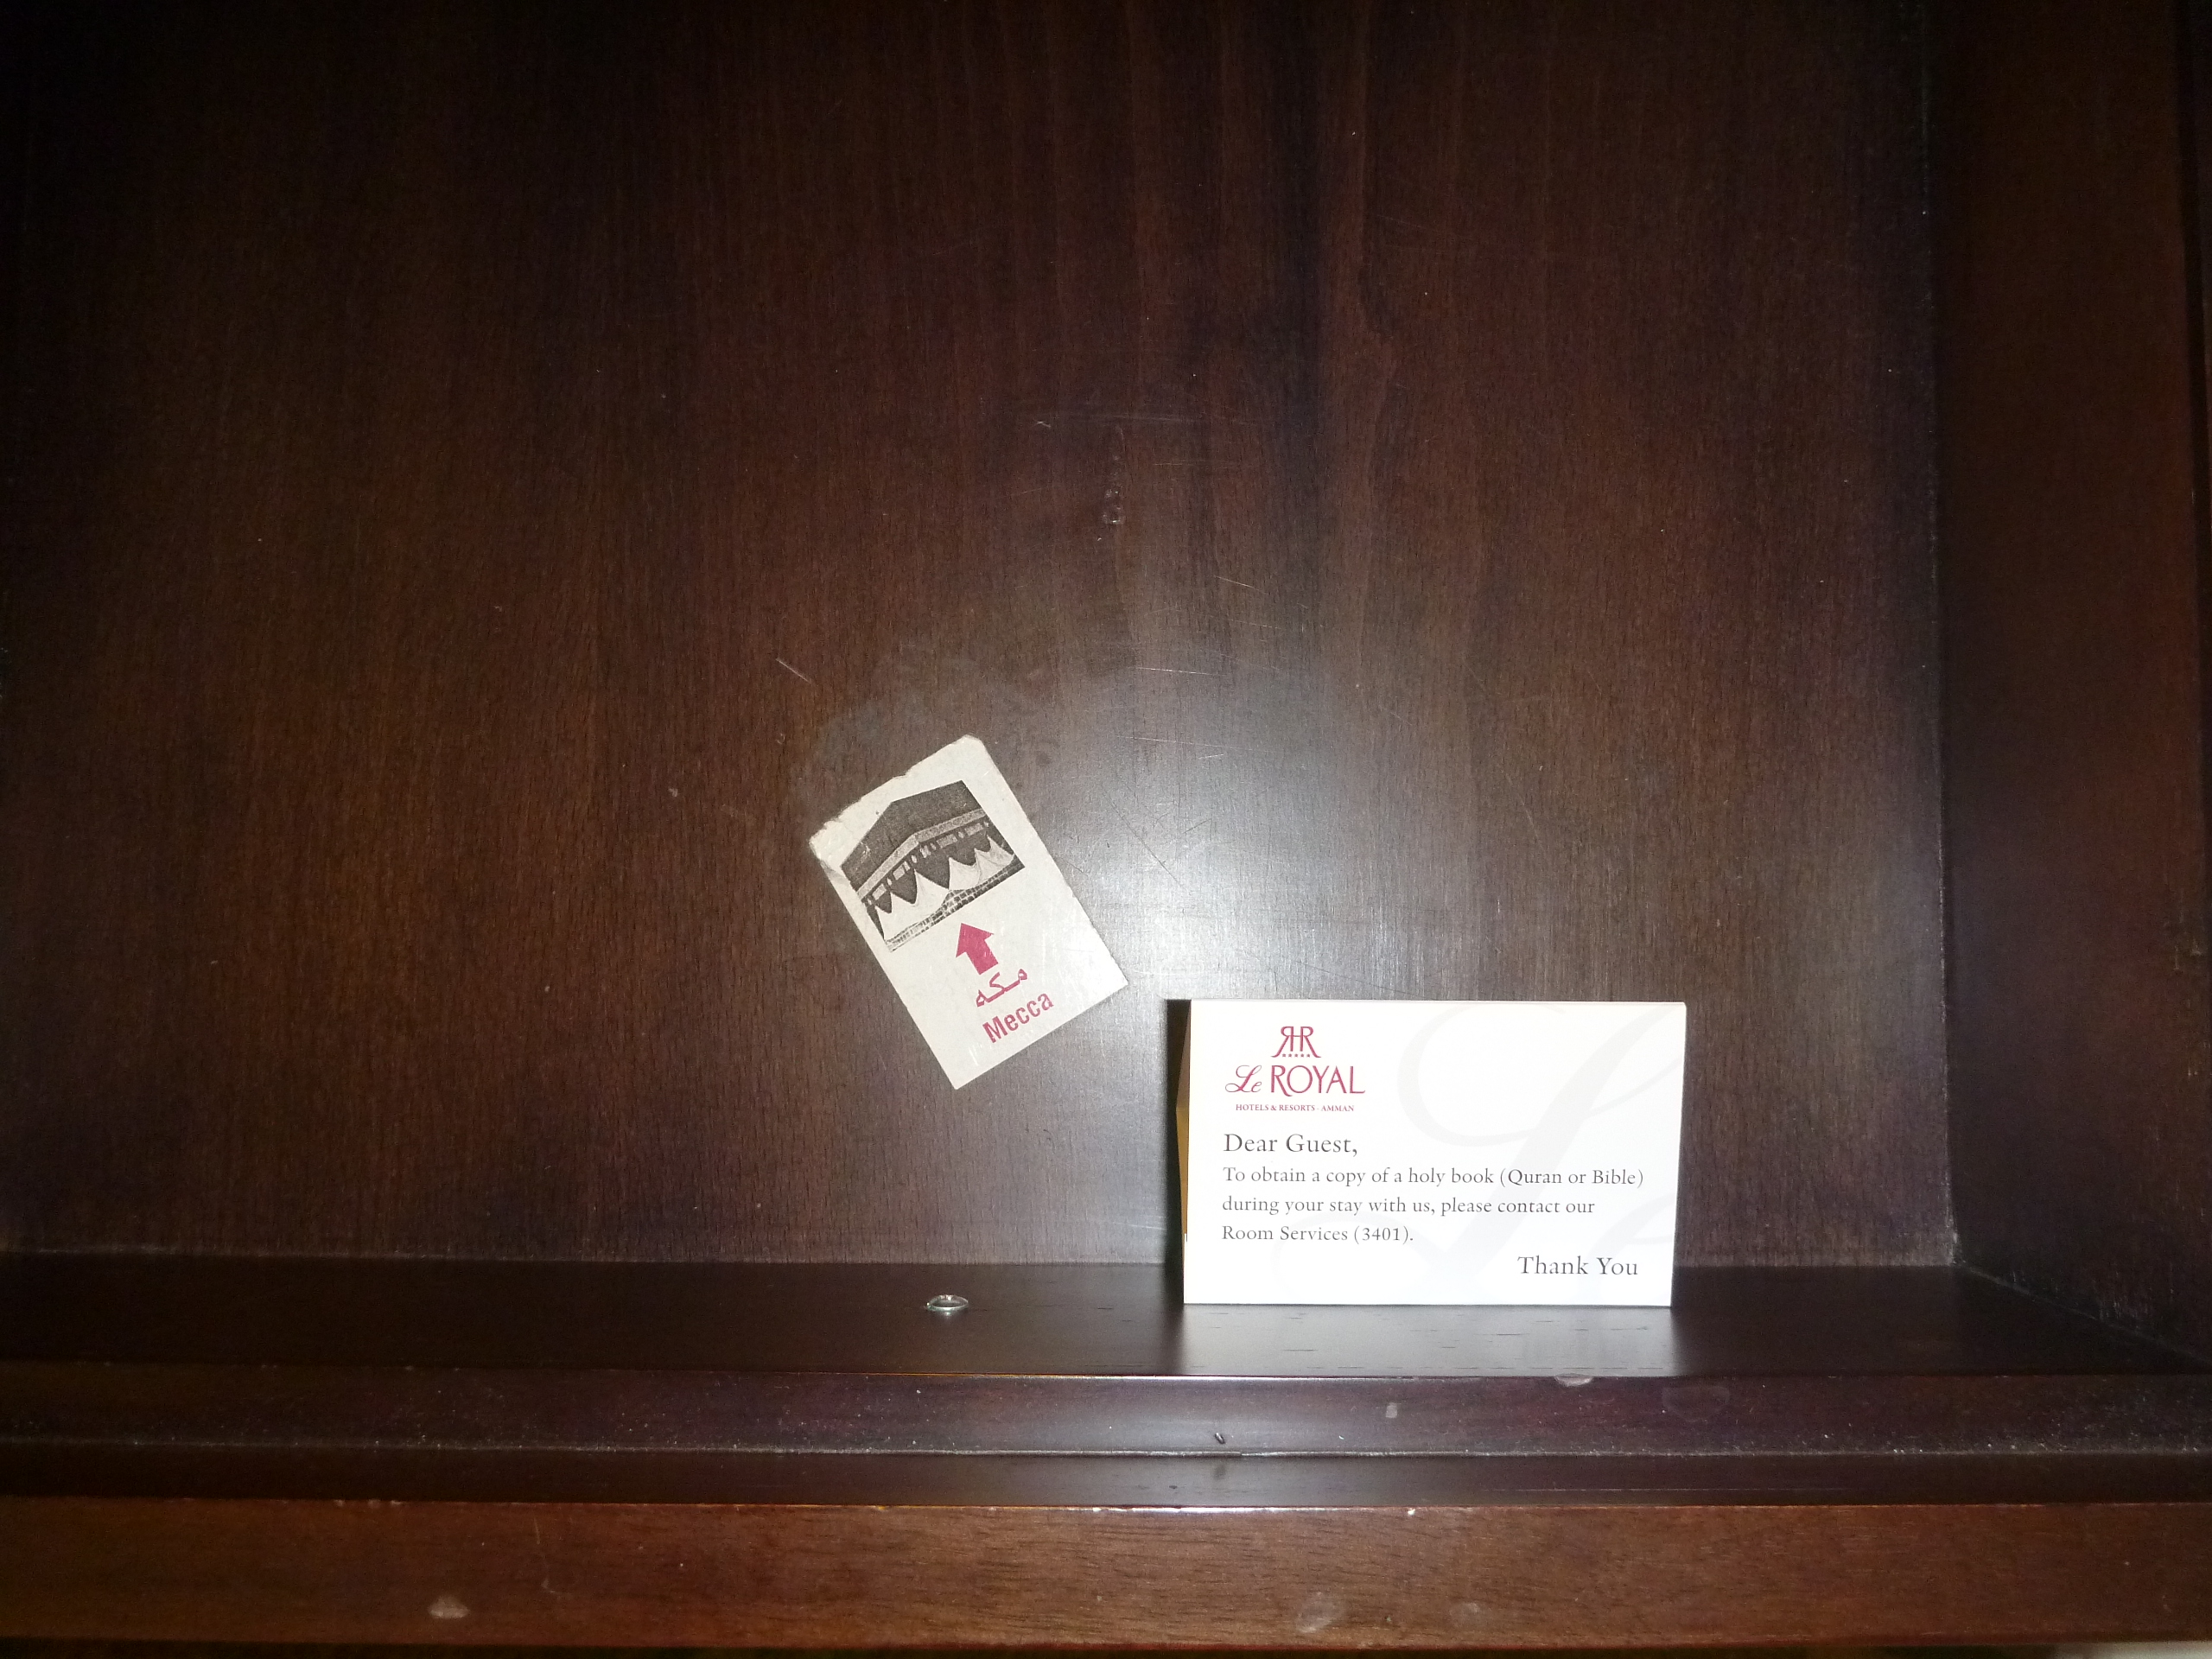 مكه
Mecca
RHR
Le ROYAL
HOTELS & RESORTS - AMMAN
Dear Guest,
To obtain a copy of a holy book (Quran or Bible)
during your stay with us, please contact our
Room Services (3401).
Thank You